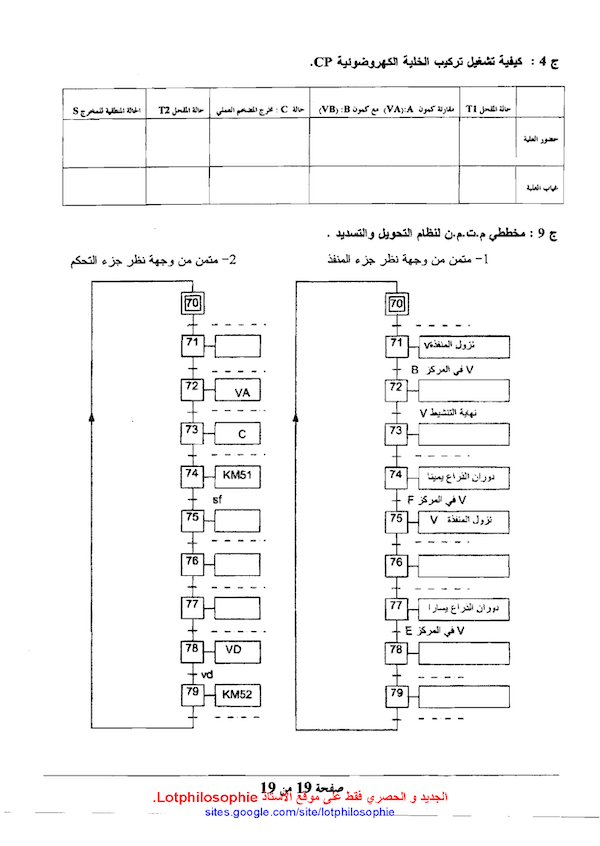 ج 4 : كيفية تشغيل تركيب الخلية الكهروضوئية CP.
حالة المقحل T1
مقارنة كمون A:(VA) مع كمون B: (VB)
حالة C : مخرج المضخم العملي
حالة المقحل T2
الحالة المنطقية للمخرج S
حضور العلبة
غياب العلبة
ج 9 : مخططي م.ت.م.ن لنظام التحويل والتسديد .
1- متمن من وجهة نظر جزء المنفذ
70
71 نزول المنفذة V
V في المركز B
72
نهاية التنشيط V
73
74 دوران الذراع يمينا
V في المركز F
75 نزول المنفذة V
76
77 دوران الذراع يسارا
V في المركز E
78
79
2- متمن من وجهة نظر جزء التحكم
70
71
72 VA
73 C
74 KM51
sf
75
76
77
78 VD
vd
79 KM52
صفحة 19 من 19
الجديد و الحصري فقط على موقع الأستاذ Lotphilosophie.
sites.google.com/site/lotphilosophie